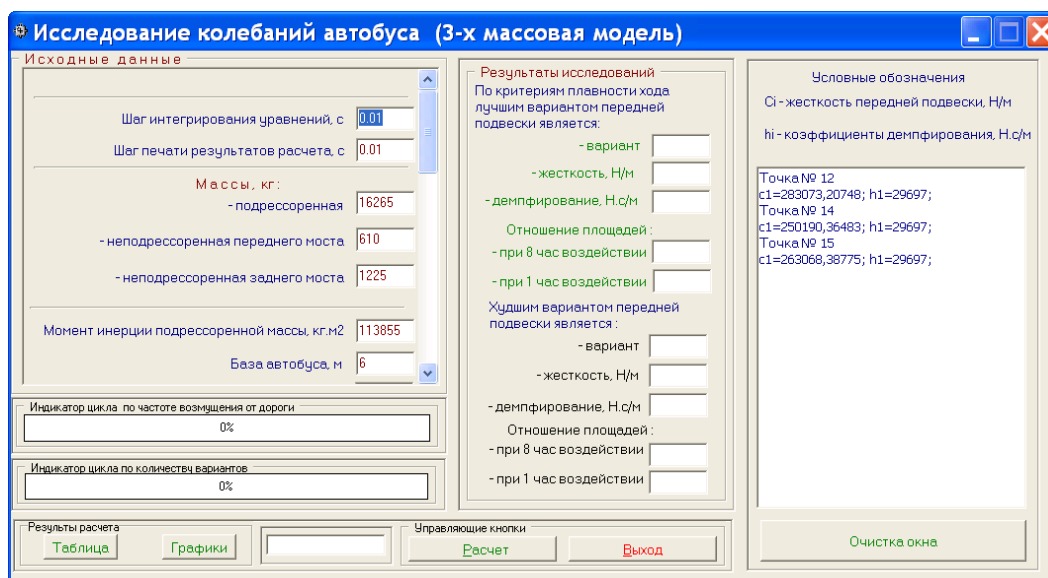 Исследование колебаний автобуса (3-х массовая модель)
Исходные данные
Шаг интегрирования уравнений, с 0.01
Шаг печати результатов расчета, с 0.01
Массы, кг:
- подрессоренная 16265
- неподрессоренная переднего моста 610
- неподрессоренная заднего моста 1225
Момент инерции подрессоренной массы, кг.м2 113855
База автобуса, м 6
Индикатор цикла по частоте возмущения от дороги
0%
Индикатор цикла по количеству вариантов
0%
Результы расчета
Таблица
Графики
Управляющие кнопки
Расчет
Выход
Результаты исследований
По критериям плавности хода
лучшим вариантом передней
подвески является:
- вариант
- жесткость, Н/м
- демпфирование, Н.с/м
Отношение площадей :
- при 8 час воздействии
- при 1 час воздействии
Худшим вариантом передней
подвески является :
- вариант
- жесткость, Н/м
- демпфирование, Н.с/м
Отношение площадей :
- при 8 час воздействии
- при 1 час воздействии
Условные обозначения
Ci - жесткость передней подвески, Н/м
hi - коэффициенты демпфирования, Н.с/м
Точка № 12
c1=283073,20748; h1=29697;
Точка № 14
c1=250190,36483; h1=29697;
Точка № 15
c1=263068,38775; h1=29697;
Очистка окна